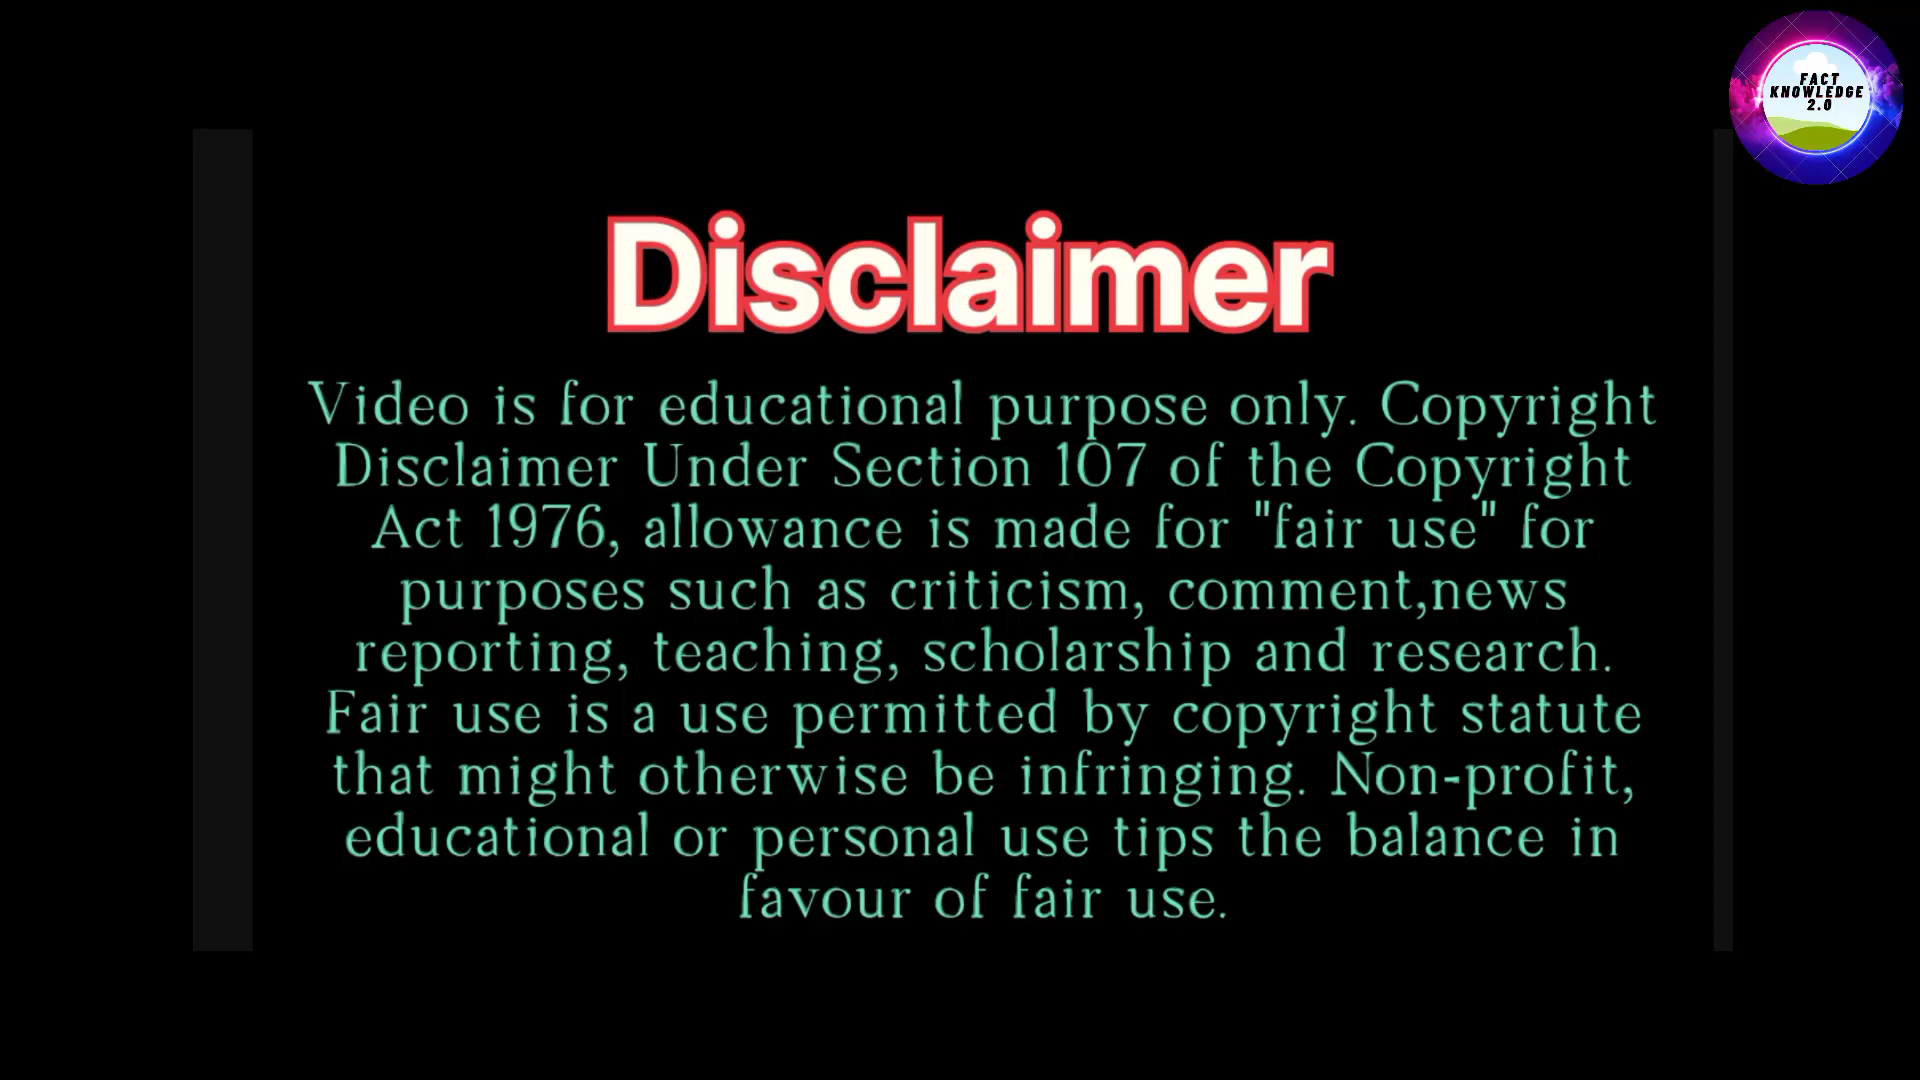 FACT
KNOWLEDGE
2.0
Disclaimer
Video is for educational purpose only. Copyright
Disclaimer Under Section 107 of the Copyright
Act 1976, allowance is made for "fair use" for
purposes such as criticism, comment,news
reporting, teaching, scholarship and research.
Fair use is a use permitted by copyright statute
that might otherwise be infringing. Non-profit,
educational or personal use tips the balance in
favour of fair use.